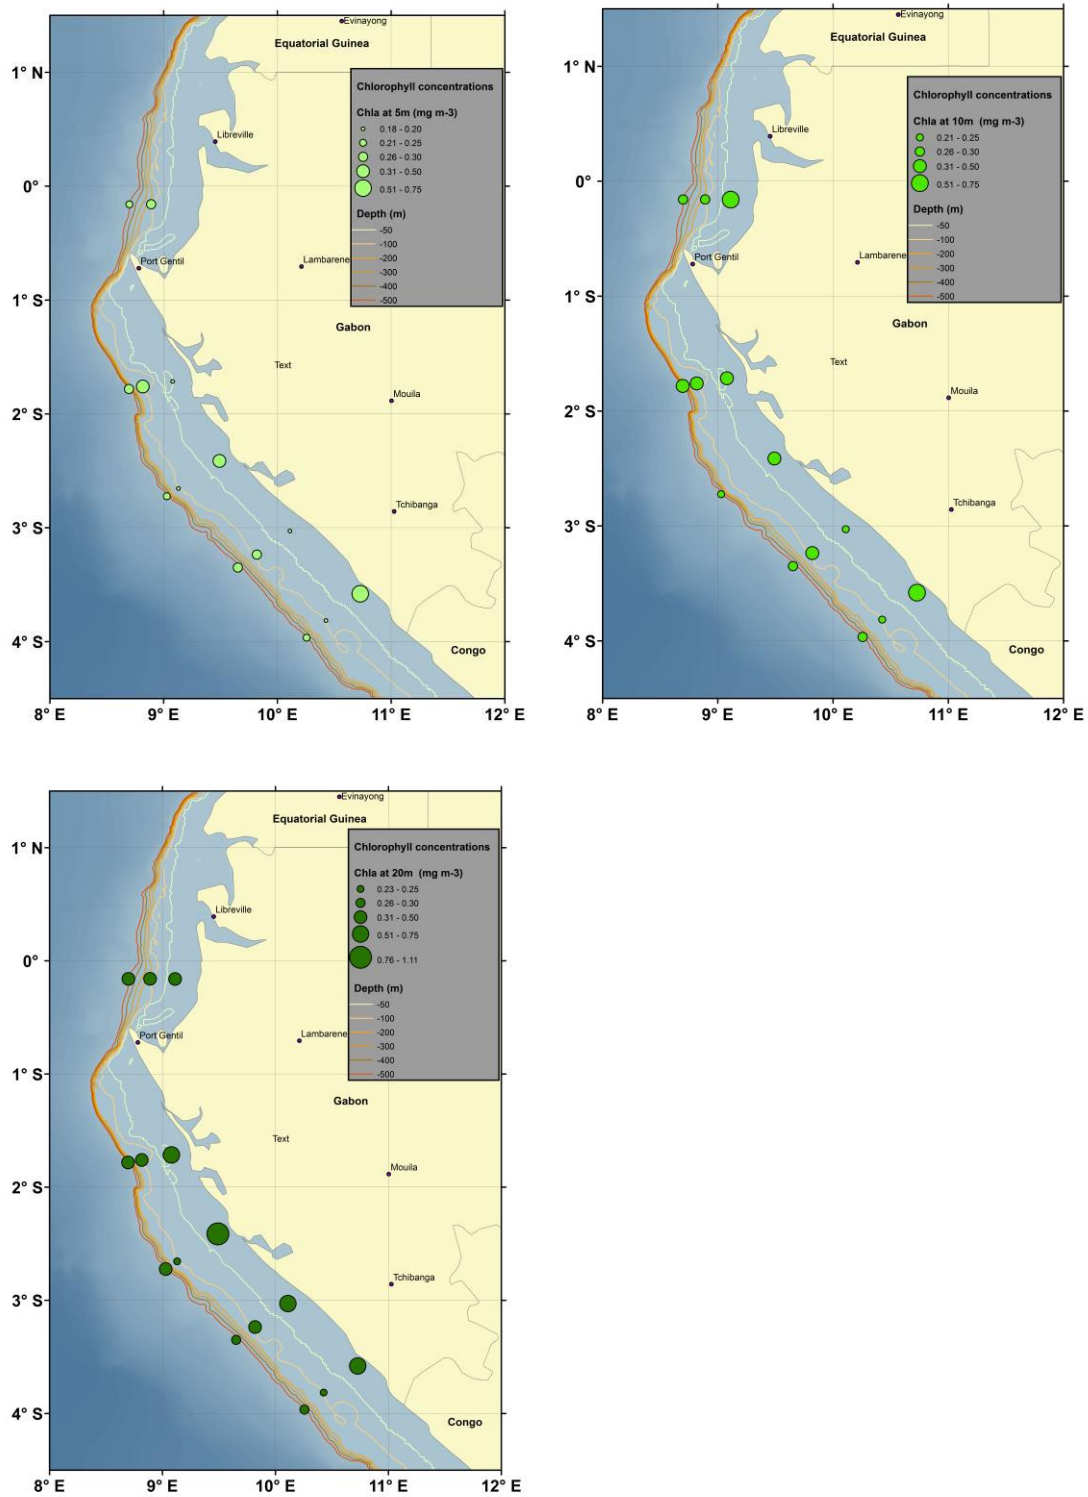 Evinayong
Equatorial Guinea
1° N
Chlorophyll concentrations
Chla at 5m (mg m-3)
0.18 - 0.20
0.21 - 0.25
0.26 - 0.30
0.31 - 0.50
0.51 - 0.75
Depth (m)
-50
-100
-200
-300
-400
-500
Libreville
0°
Port Gentil
Lambarene
1° S
Gabon
Text
Mouila
2° S
Tchibanga
3° S
4° S
Congo
8° E
9° E
10° E
11° E
12° E
Evinayong
Equatorial Guinea
1° N
Chlorophyll concentrations
Chla at 10m (mg m-3)
0.21 - 0.25
0.26 - 0.30
0.31 - 0.50
0.51 - 0.75
Depth (m)
-50
-100
-200
-300
-400
-500
Libreville
0°
Port Gentil
Lambarene
1° S
Gabon
Text
Mouila
2° S
Tchibanga
3° S
4° S
Congo
8° E
9° E
10° E
11° E
12° E
Evinayong
Equatorial Guinea
1° N
Chlorophyll concentrations
Chla at 20m (mg m-3)
0.23 - 0.25
0.26 - 0.30
0.31 - 0.50
0.51 - 0.75
0.76 - 1.11
Depth (m)
-50
-100
-200
-300
-400
-500
Libreville
0°
Port Gentil
Lambarene
1° S
Gabon
Text
Mouila
2° S
Tchibanga
3° S
4° S
Congo
8° E
9° E
10° E
11° E
12° E